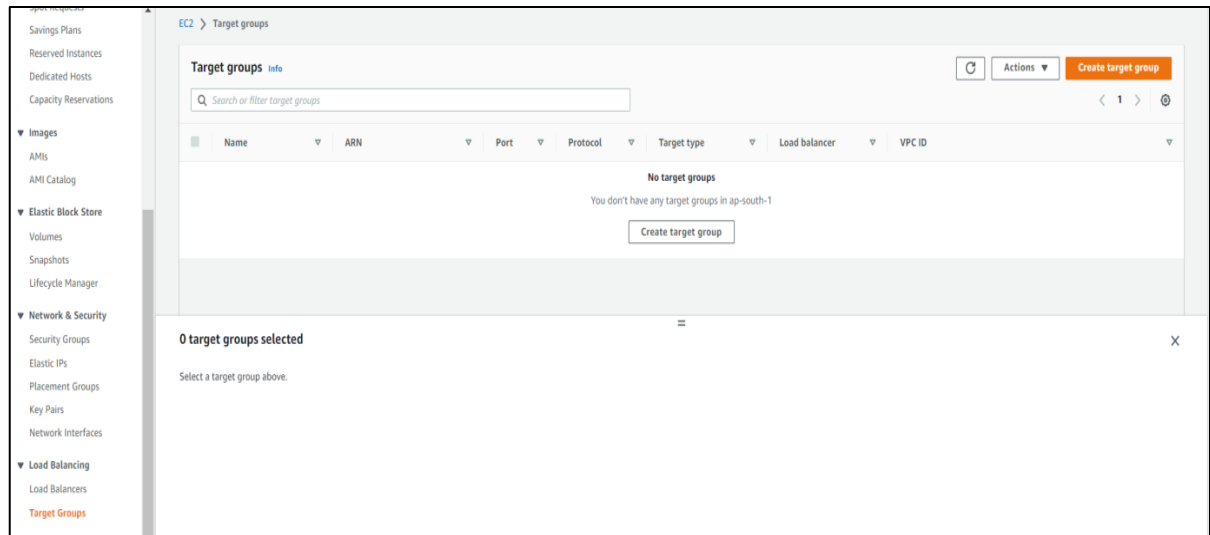 Spot Requests
Savings Plans
Reserved Instances
Dedicated Hosts
Capacity Reservations
Images
AMIs
AMI Catalog
Elastic Block Store
Volumes
Snapshots
Lifecycle Manager
Network & Security
Security Groups
Elastic IPs
Placement Groups
Key Pairs
Network Interfaces
Load Balancing
Load Balancers
Target Groups
EC2 > Target groups
Target groups Info
Actions
Create target group
Search or filter target groups
1
Name ARN Port Protocol Target type Load balancer VPC ID
No target groups
You don't have any target groups in ap-south-1
Create target group
0 target groups selected
X
Select a target group above.